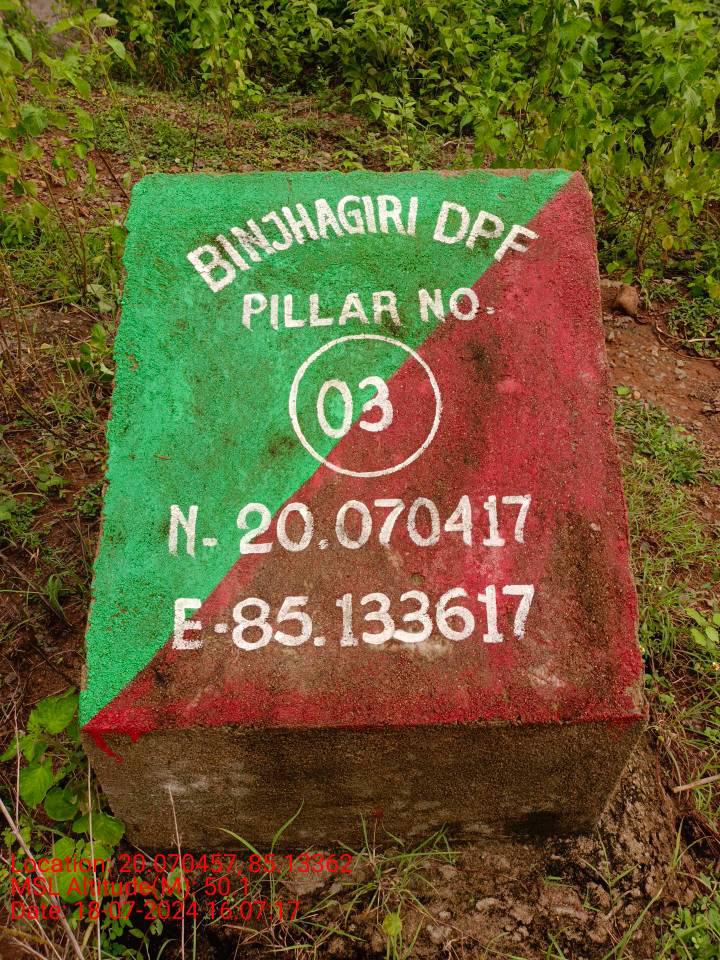 BINJHAGIRI DPF
PILLAR NO.
03
N- 20.070417
E-85.133617
Location: 20.070457, 85.13362
MSL Altitude(M) 50.1
Date: 18-07-2024 16:07:17